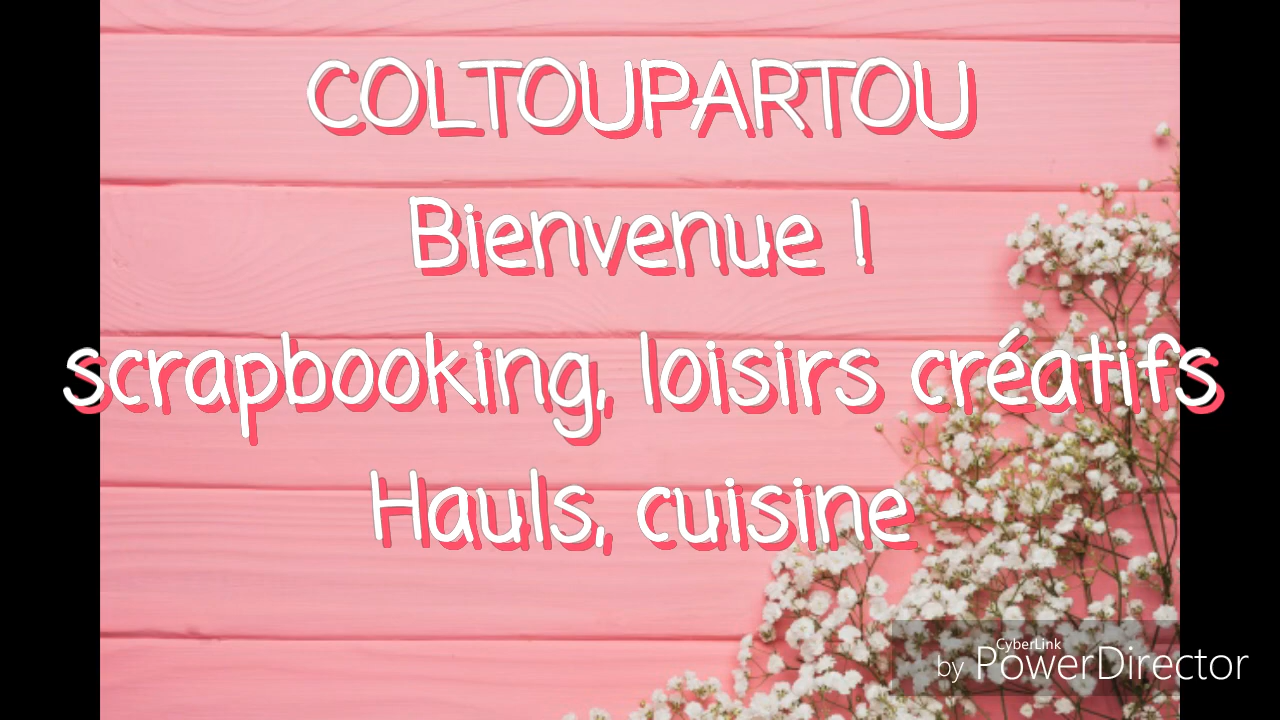 COLTOUPARTOU
Bienvenue !
scrapbooking, loisirs créatifs
Hauls, cuisine
CyberLink
by PowerDirector